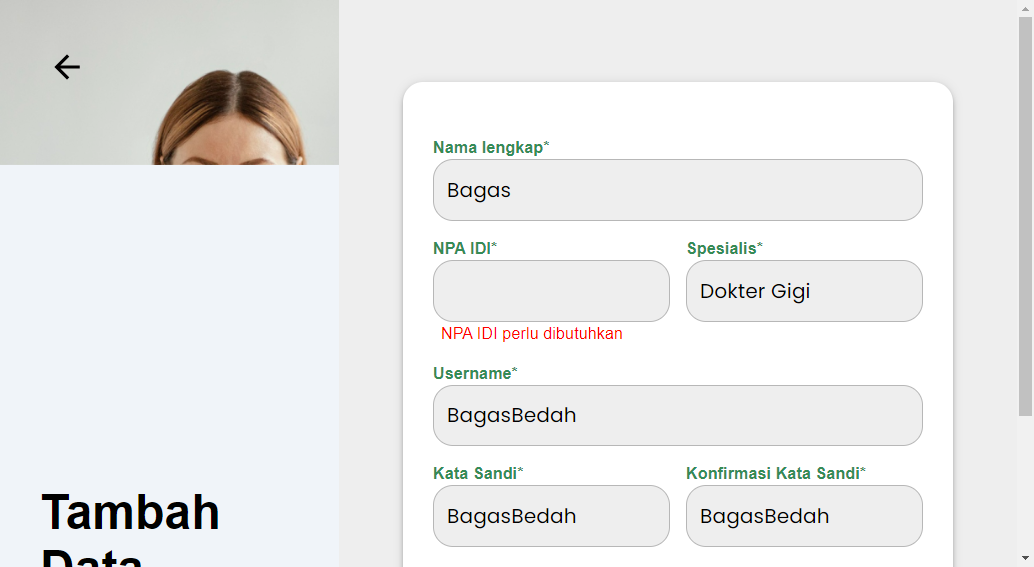 Nama lengkap*
Bagas
NPA IDI*
Spesialis*
Dokter Gigi
NPA IDI perlu dibutuhkan
Username*
BagasBedah
Kata Sandi*
Konfirmasi Kata Sandi*
BagasBedah
BagasBedah
Tambah
Data